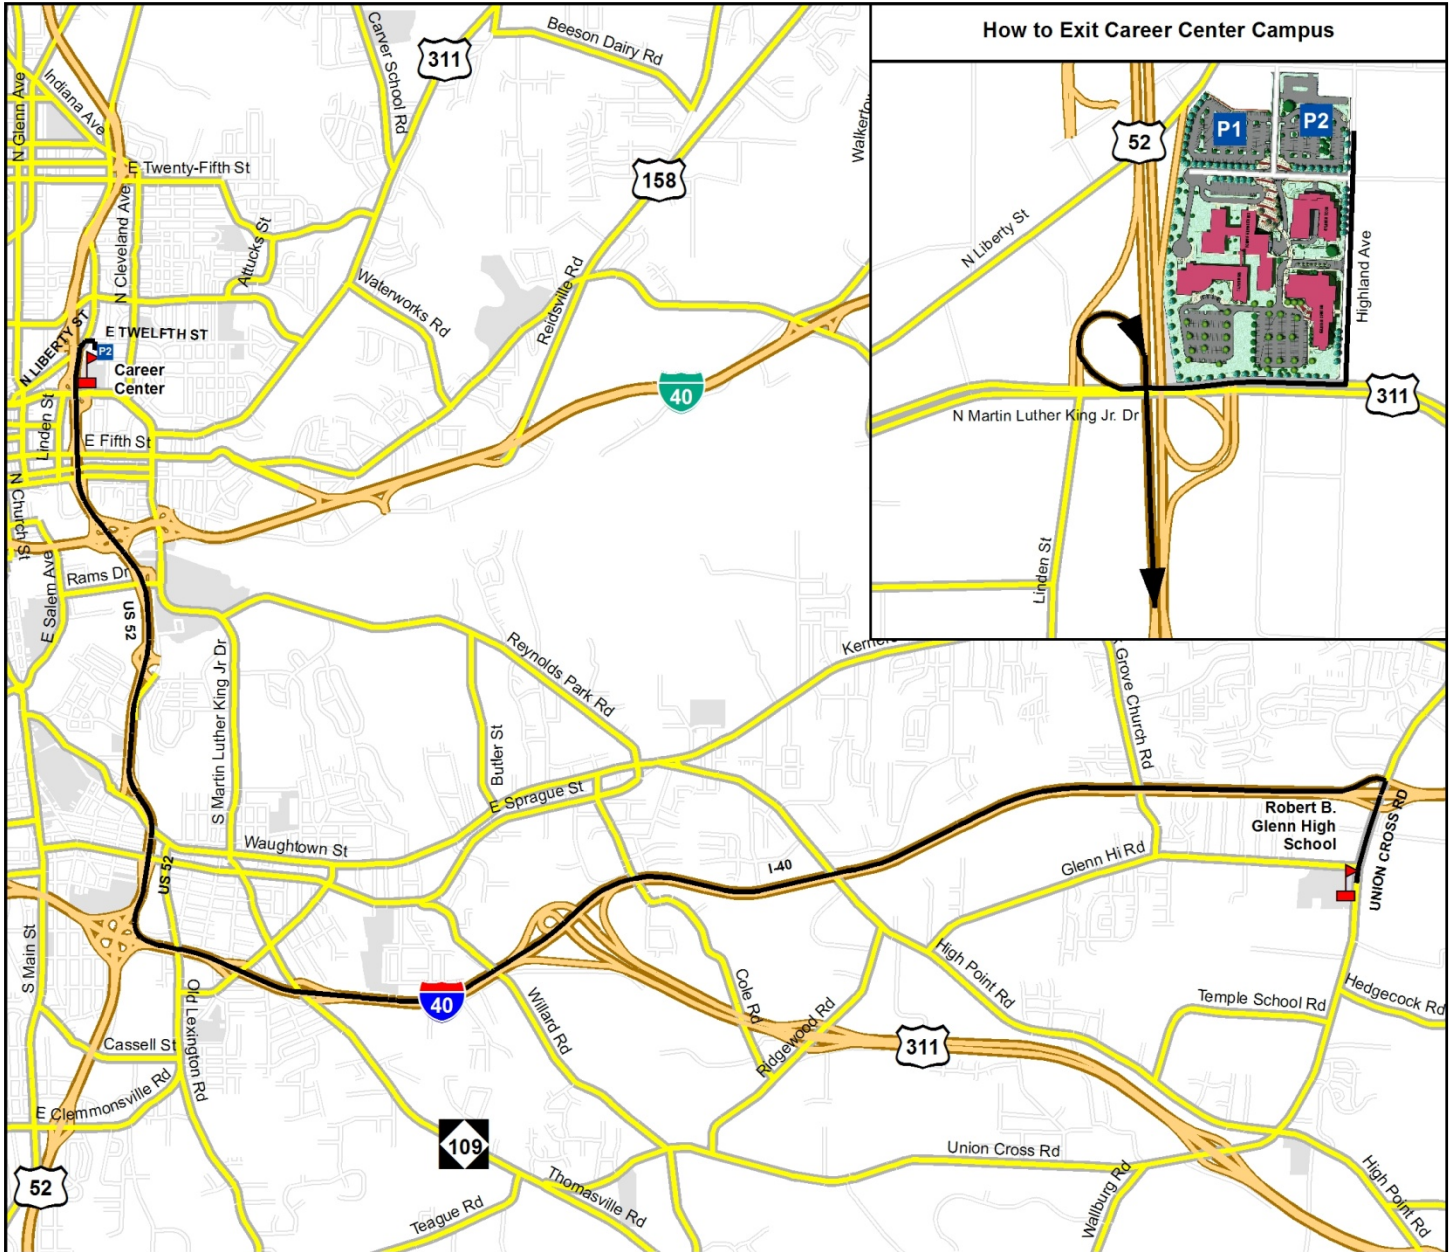 How to Exit Career Center Campus
P1
P2
52
N Liberty St
Highland Ave
N Martin Luther King Jr. Dr
311
Linden St
N Glenn Ave
Indiana Ave
Carver School Rd
311
Beeson Dairy Rd
E Twenty-Fifth St
158
N Cleveland Ave
Attucks St
Waterworks Rd
Reidsville Rd
N LIBERTY ST
E TWELFTH ST
P2
Career
Center
40
Linden St
E Fifth St
N Church St
E Salem Ave
Rams Dr
US 52
S Martin Luther King Jr Dr
Reynolds Park Rd
Grove Church Rd
Butler St
E Sprague St
Waughtown St
US 52
I-40
Glenn Hi Rd
Robert B.
Glenn High
School
UNION CROSS RD
S Main St
Old Lexington Rd
40
Willard Rd
Cole Rd
Ridgewood Rd
High Point Rd
Temple School Rd
Hedgecock Rd
311
Cassell St
E Clemmonsville Rd
109
Union Cross Rd
52
Teague Rd
Thomasville Rd
Wallburg Rd
High Point Rd